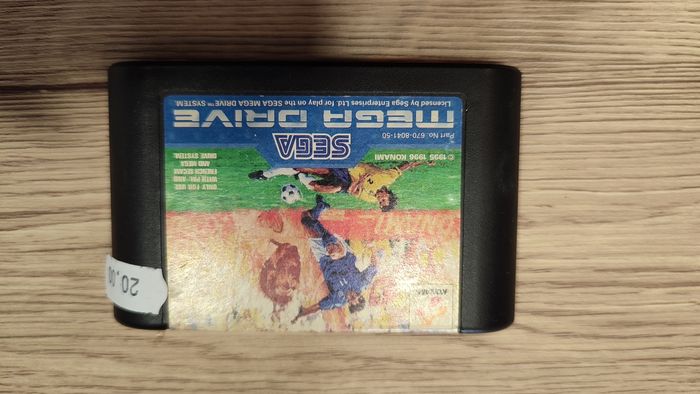 Licensed by Sega Enterprises Ltd. for play on the SEGA MEGA DRIVE™ SYSTEM.
MEGA DRIVE
Part No. 670-8041-50
SEGA
© 1995 1996 KONAMI
ONLY FOR USE
WITH PAL AND
FRENCH SECAM
AND MEGA
DRIVE SYSTEM.
20.00